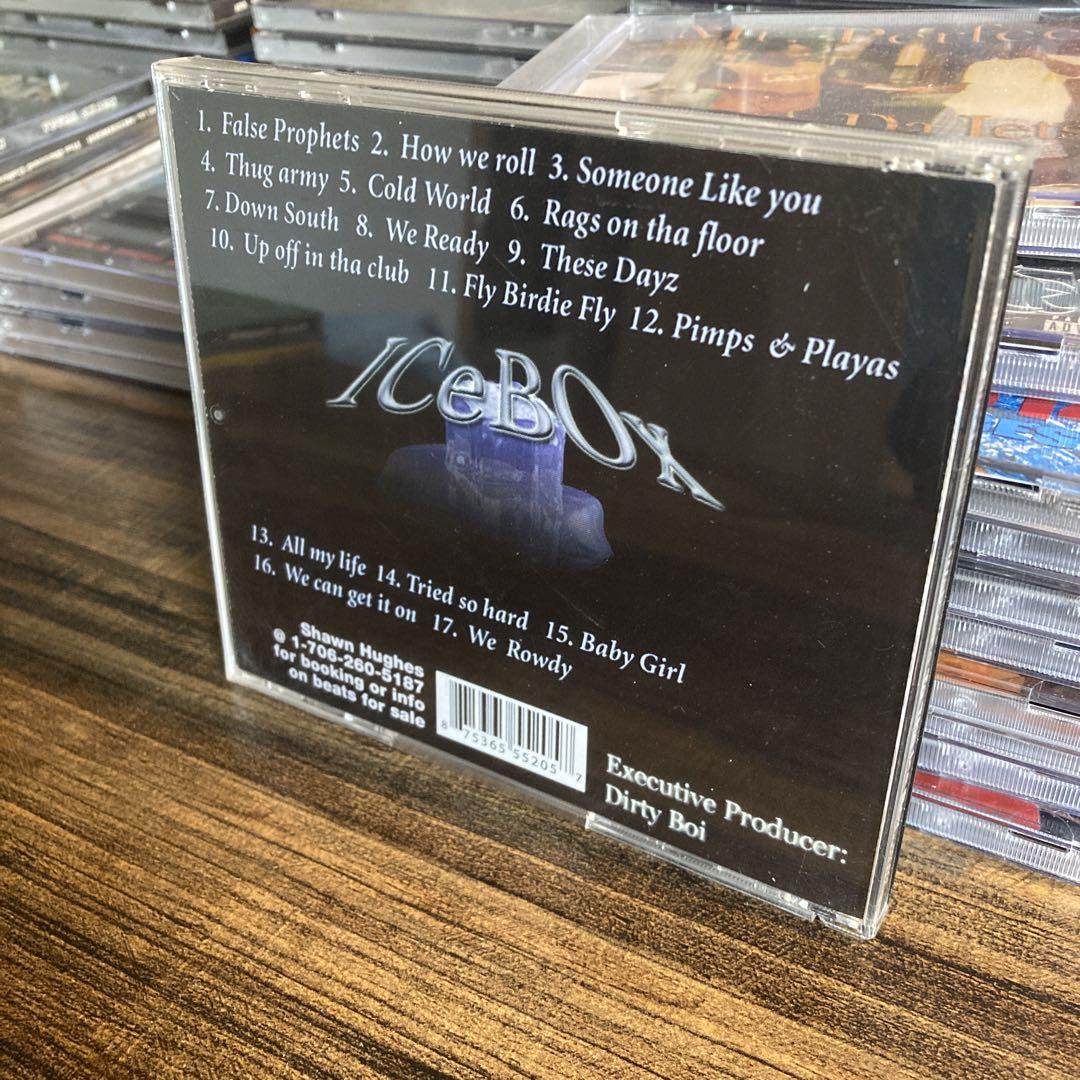 1. False Prophets 2. How we roll 3. Someone Like you
4. Thug army 5. Cold World 6. Rags on tha floor
7. Down South 8. We Ready 9. These Dayz
10. Up off in tha club 11. Fly Birdie Fly 12. Pimps & Playas
ICeBOx
13. All my life 14. Tried so hard 15. Baby Girl
16. We can get it on 17. We Rowdy
Shawn Hughes
@ 1-706-260-5187
for booking or info
on beats for sale
8 75365 55205 7
Executive Producer:
Dirty Boi